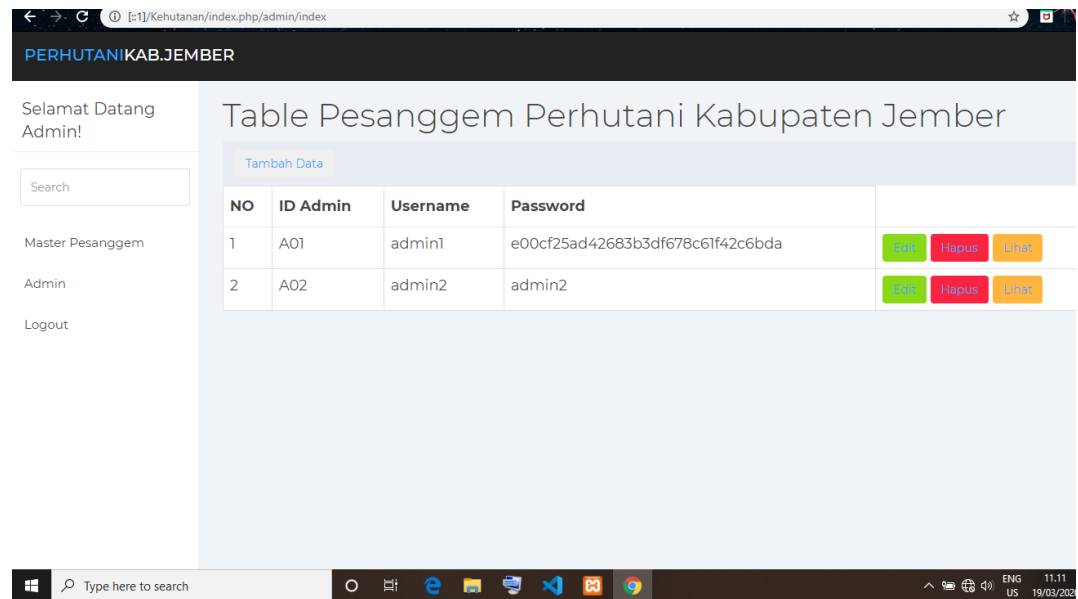 [::1]/Kehutanan/index.php/admin/index
PERHUTANIKAB.JEMBER
Selamat Datang
Admin!
Search
Master Pesanggem
Admin
Logout
Table Pesanggem Perhutani Kabupaten Jember
Tambah Data
NO ID Admin Username Password
1 A01 admin1 e00cf25ad42683b3df678c61f42c6bda Edit Hapus Lihat
2 A02 admin2 admin2 Edit Hapus Lihat
Type here to search
ENG 11.11
US 19/03/2020